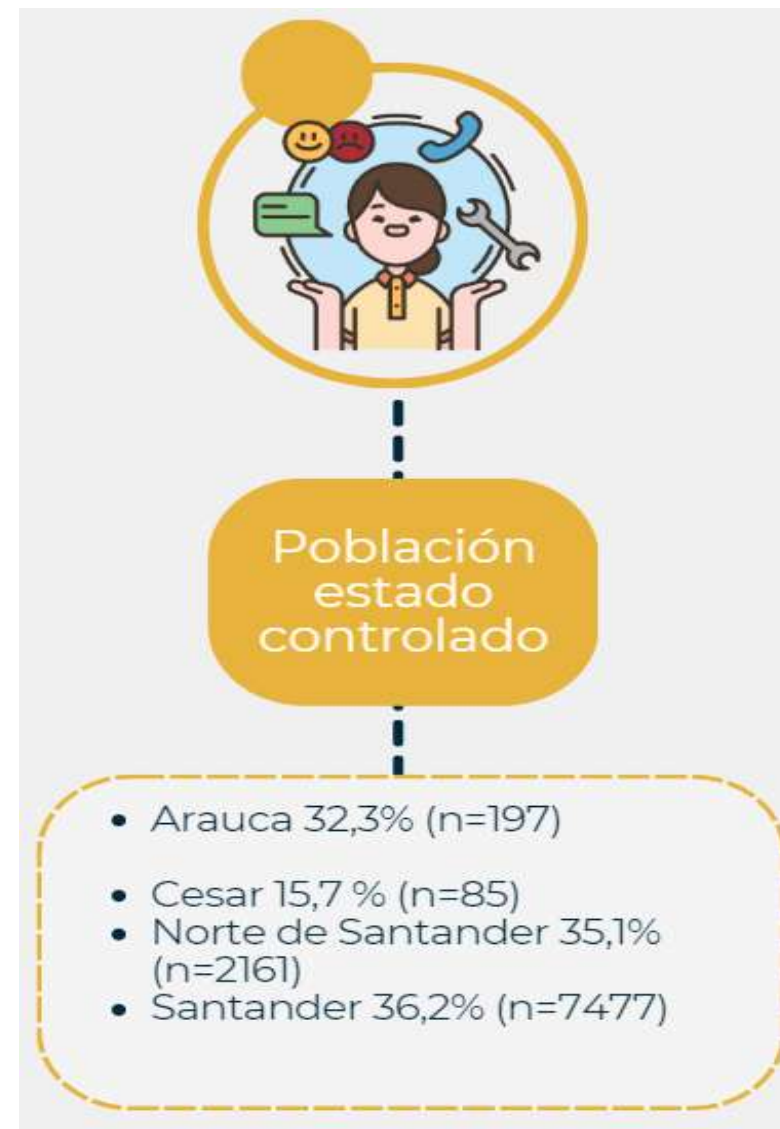 Población
estado
controlado
• Arauca 32,3% (n=197)
• Cesar 15,7 % (n=85)
• Norte de Santander 35,1%
(n=2161)
• Santander 36,2% (n=7477)